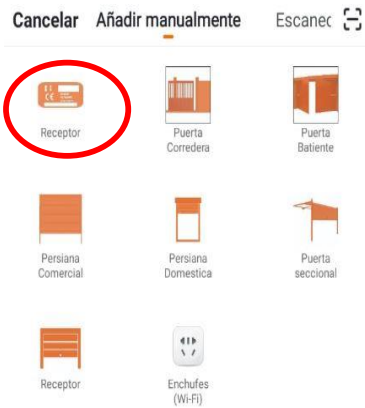 Cancelar Añadir manualmente Escanec
Receptor Puerta Corredera Puerta Batiente
Persiana Comercial Persiana Domestica Puerta seccional
Receptor Enchufes (Wi-Fi)